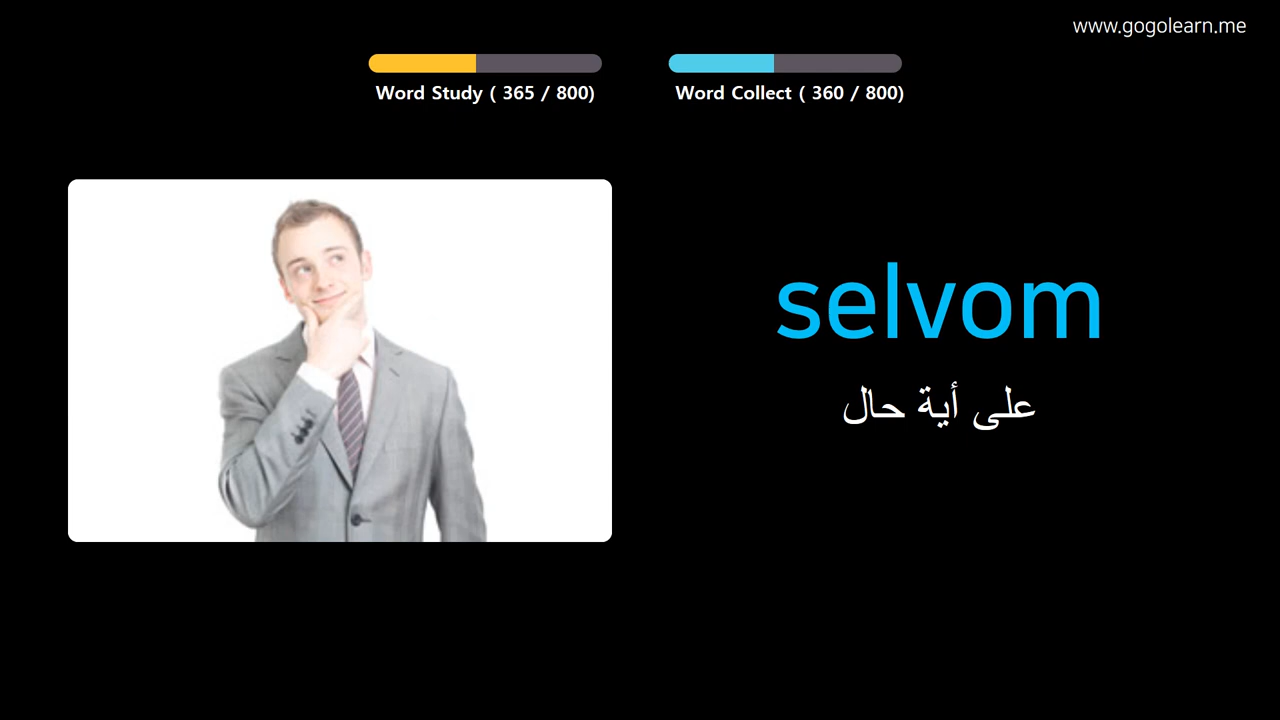 www.gogolearn.me
Word Study ( 365 / 800)
Word Collect ( 360 / 800)
selvom
على أية حال